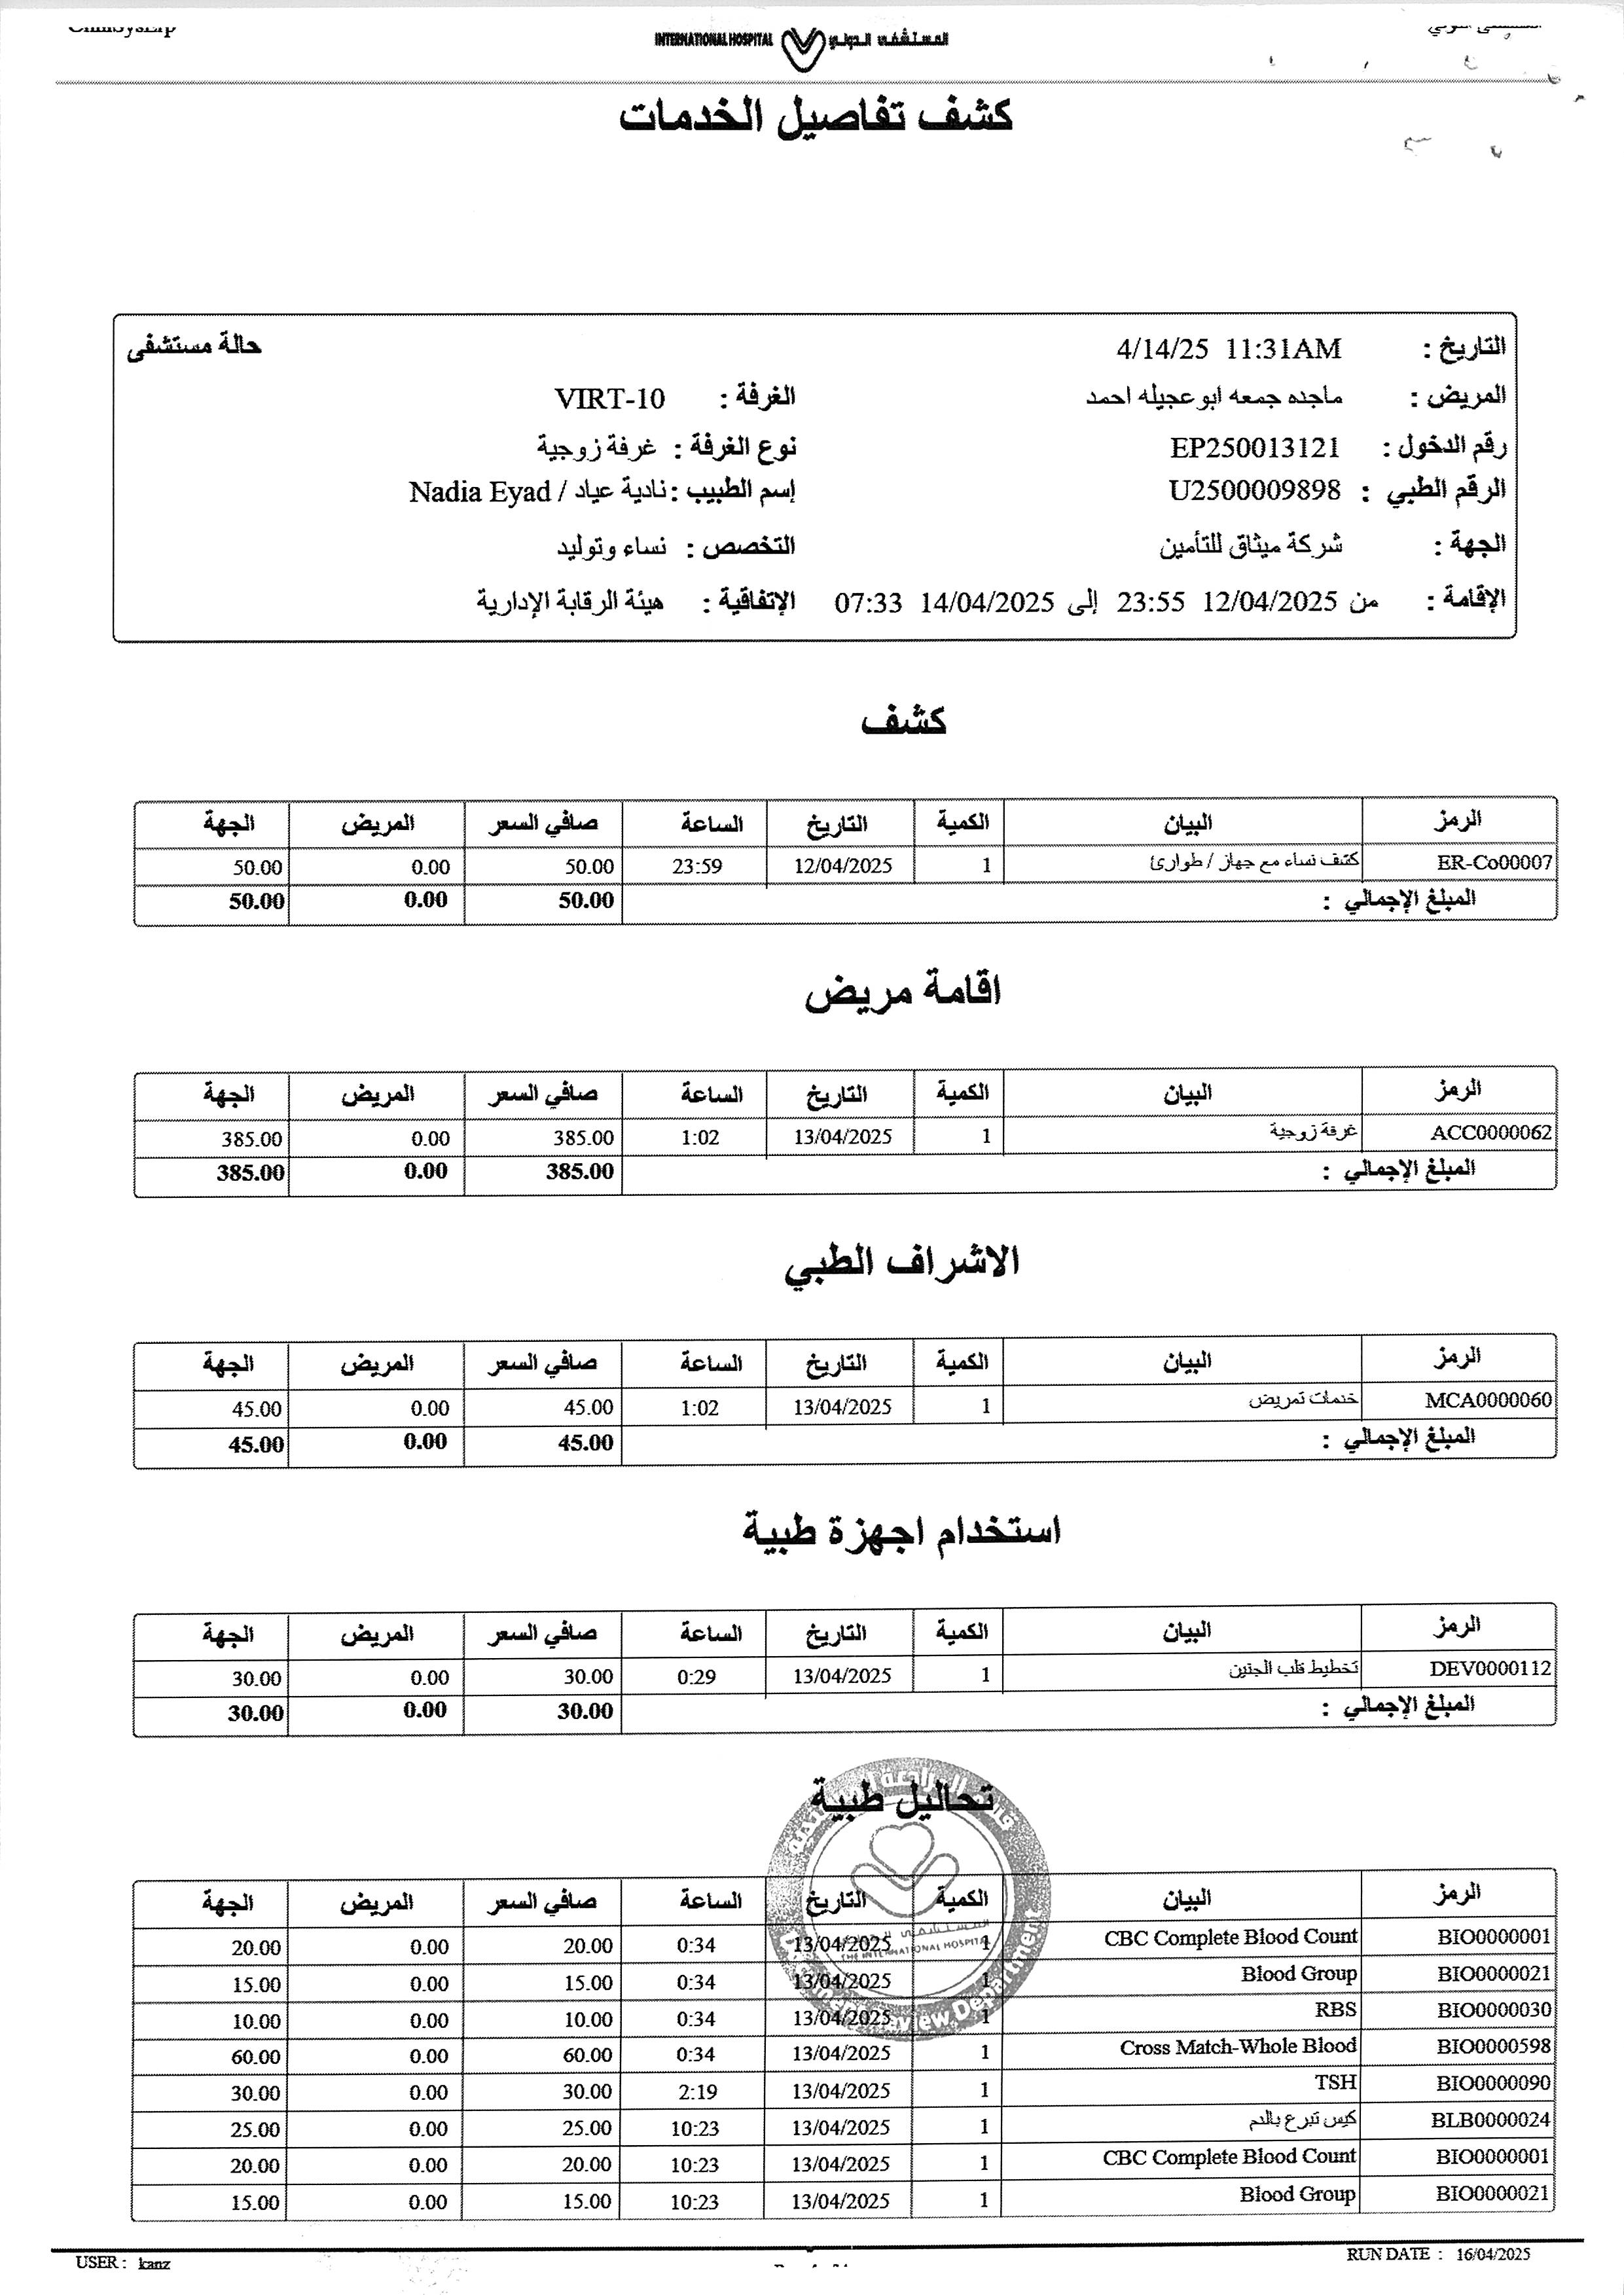 ClinisysErp
INTERNATIONAL HOSPITAL المستشفى الدولي
كشف تفاصيل الخدمات
التاريخ : 4/14/25 11:31AM حالة مستشفى
المريض : ماجده جمعه ابوعجيله احمد الغرفة : VIRT-10
رقم الدخول : EP250013121 نوع الغرفة : غرفة زوجية
الرقم الطبي : U2500009898 إسم الطبيب : نادية عياد / Nadia Eyad
الجهة : شركة ميثاق للتأمين التخصص : نساء وتوليد
الإقامة : من 12/04/2025 23:55 إلى 14/04/2025 07:33 الإتفاقية : هيئة الرقابة الإدارية
كشف
الرمز البيان الكمية التاريخ الساعة صافي السعر المريض الجهة
ER-Co00007 كشف نساء مع جهاز / طوارئ 1 12/04/2025 23:59 50.00 0.00 50.00
المبلغ الإجمالي : 50.00 0.00 50.00
اقامة مريض
الرمز البيان الكمية التاريخ الساعة صافي السعر المريض الجهة
ACC0000062 غرفة زوجية 1 13/04/2025 1:02 385.00 0.00 385.00
المبلغ الإجمالي : 385.00 0.00 385.00
الاشراف الطبي
الرمز البيان الكمية التاريخ الساعة صافي السعر المريض الجهة
MCA0000060 خدمات تمريض 1 13/04/2025 1:02 45.00 0.00 45.00
المبلغ الإجمالي : 45.00 0.00 45.00
استخدام اجهزة طبية
الرمز البيان الكمية التاريخ الساعة صافي السعر المريض الجهة
DEV0000112 تخطيط قلب الجنين 1 13/04/2025 0:29 30.00 0.00 30.00
المبلغ الإجمالي : 30.00 0.00 30.00
تحاليل طبية
الرمز البيان الكمية التاريخ الساعة صافي السعر المريض الجهة
BIO0000001 CBC Complete Blood Count 1 13/04/2025 0:34 20.00 0.00 20.00
BIO0000021 Blood Group 1 13/04/2025 0:34 15.00 0.00 15.00
BIO0000030 RBS 1 13/04/2025 0:34 10.00 0.00 10.00
BIO0000598 Cross Match-Whole Blood 1 13/04/2025 0:34 60.00 0.00 60.00
BIO0000090 TSH 1 13/04/2025 2:19 30.00 0.00 30.00
BLB0000024 كيس تبرع بالدم 1 13/04/2025 10:23 25.00 0.00 25.00
BIO0000001 CBC Complete Blood Count 1 13/04/2025 10:23 20.00 0.00 20.00
BIO0000021 Blood Group 1 13/04/2025 10:23 15.00 0.00 15.00
THE INTERNATIONAL HOSPITAL
Review Department
USER : kanz RUN DATE : 16/04/2025